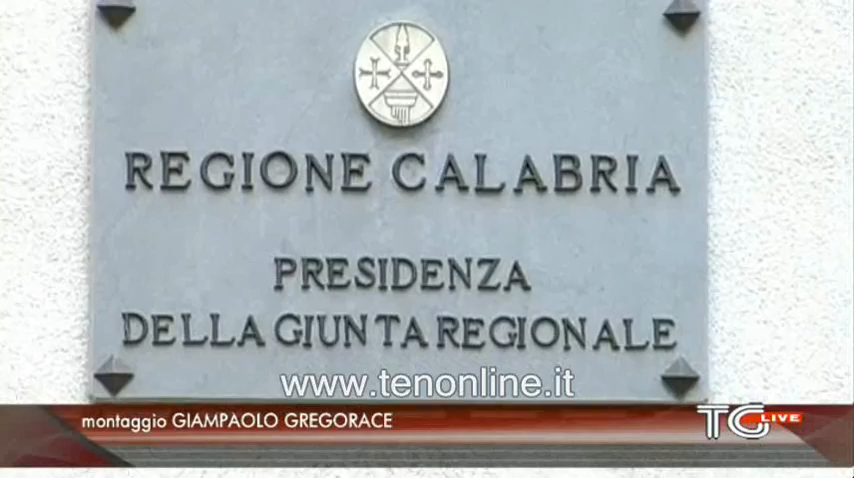 REGIONE CALABRIA
PRESIDENZA
DELLA GIUNTA REGIONALE
www.tenonline.it
montaggio GIAMPAOLO GREGORACE
TG LIVE